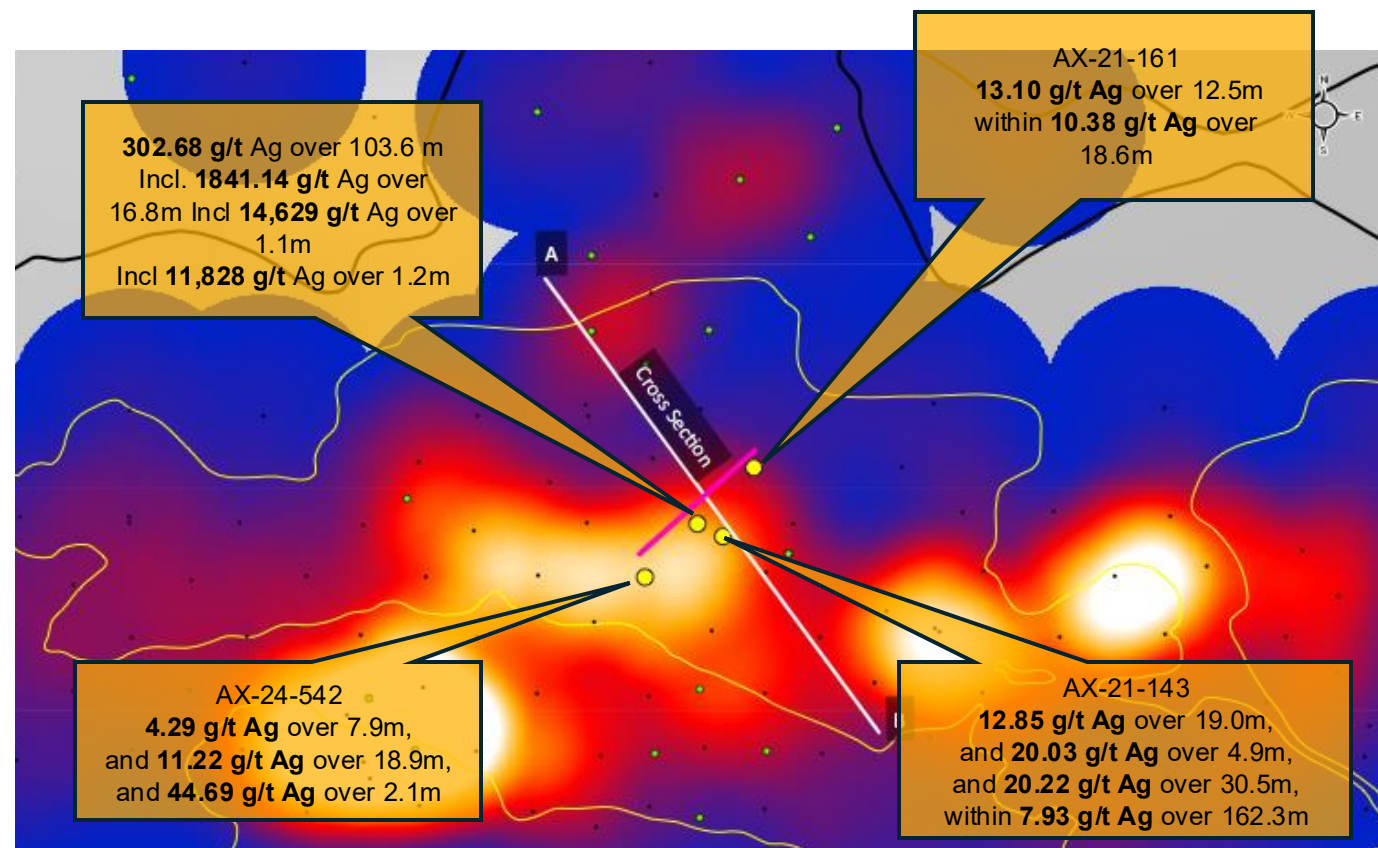 AX-21-161
13.10 g/t Ag over 12.5m
within 10.38 g/t Ag over
18.6m
N
W
E
S
302.68 g/t Ag over 103.6 m
Incl. 1841.14 g/t Ag over
16.8m Incl 14,629 g/t Ag over
1.1m
Incl 11,828 g/t Ag over 1.2m
A
Cross Section
B
AX-24-542
4.29 g/t Ag over 7.9m,
and 11.22 g/t Ag over 18.9m,
and 44.69 g/t Ag over 2.1m
AX-21-143
12.85 g/t Ag over 19.0m,
and 20.03 g/t Ag over 4.9m,
and 20.22 g/t Ag over 30.5m,
within 7.93 g/t Ag over 162.3m